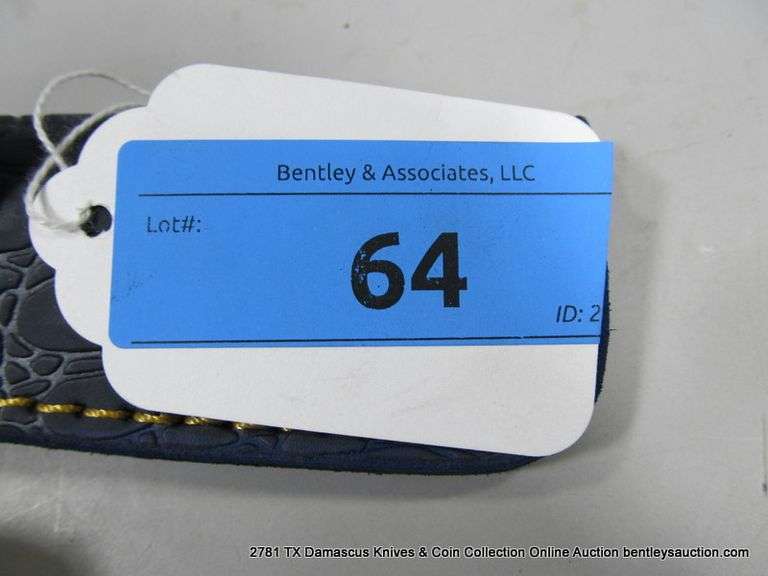 Bentley & Associates, LLC
Lot#:
64
ID: 2
2781 TX Damascus Knives & Coin Collection Online Auction bentleysauction.com